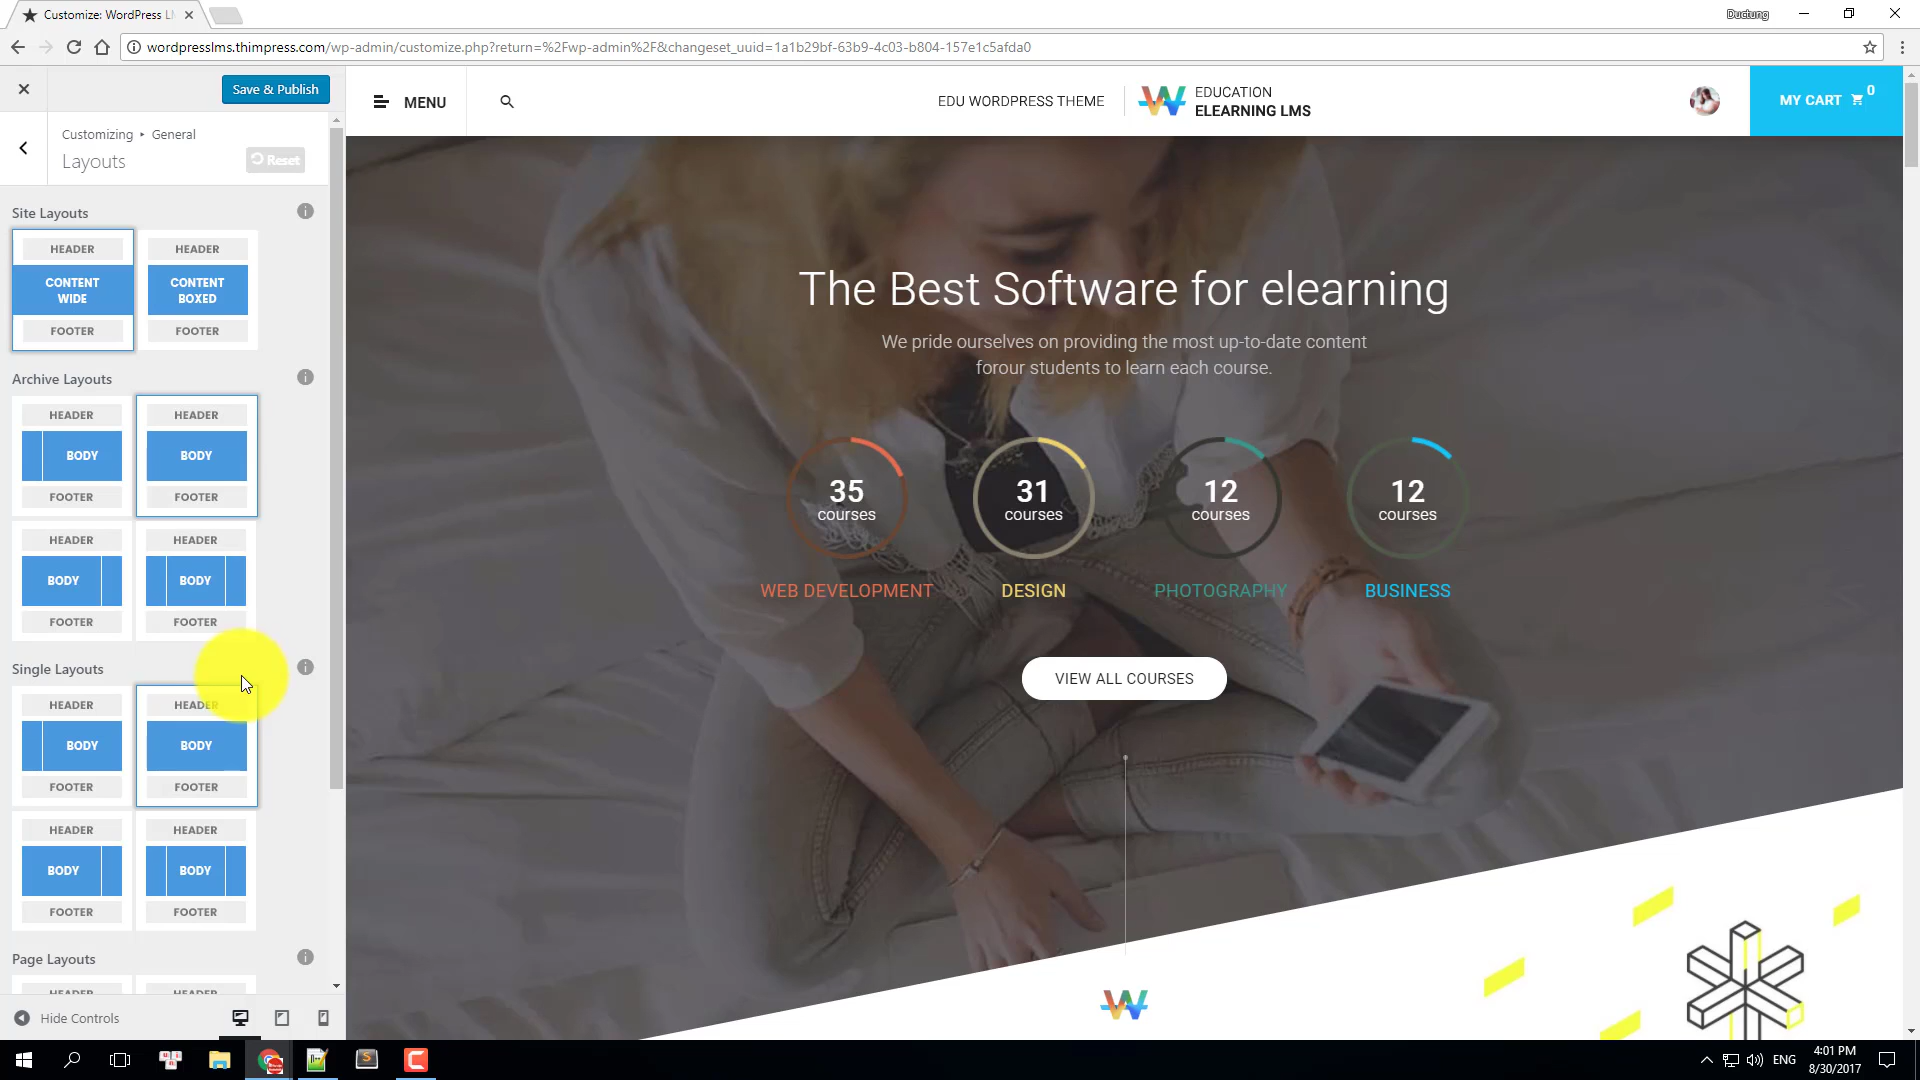 Customize: WordPress L
Ductung
wordpresslms.thimpress.com/wp-admin/customize.php?return=%2Fwp-admin%2F&changeset_uuid=1a1b29bf-63b9-4c03-b804-157e1c5afda0
Save & Publish
Customizing ▸ General
Layouts
Reset
Site Layouts
HEADER
CONTENT
WIDE
FOOTER
HEADER
CONTENT
BOXED
FOOTER
Archive Layouts
HEADER
BODY
FOOTER
HEADER
BODY
FOOTER
HEADER
BODY
FOOTER
HEADER
BODY
FOOTER
Single Layouts
HEADER
BODY
FOOTER
HEADER
BODY
FOOTER
HEADER
BODY
FOOTER
HEADER
BODY
FOOTER
Page Layouts
HEADER
HEADER
Hide Controls
MENU
EDU WORDPRESS THEME
EDUCATION
ELEARNING LMS
MY CART 0
The Best Software for elearning
We pride ourselves on providing the most up-to-date content
forour students to learn each course.
35
courses
WEB DEVELOPMENT
31
courses
DESIGN
12
courses
PHOTOGRAPHY
12
courses
BUSINESS
VIEW ALL COURSES
ENG
4:01 PM
8/30/2017